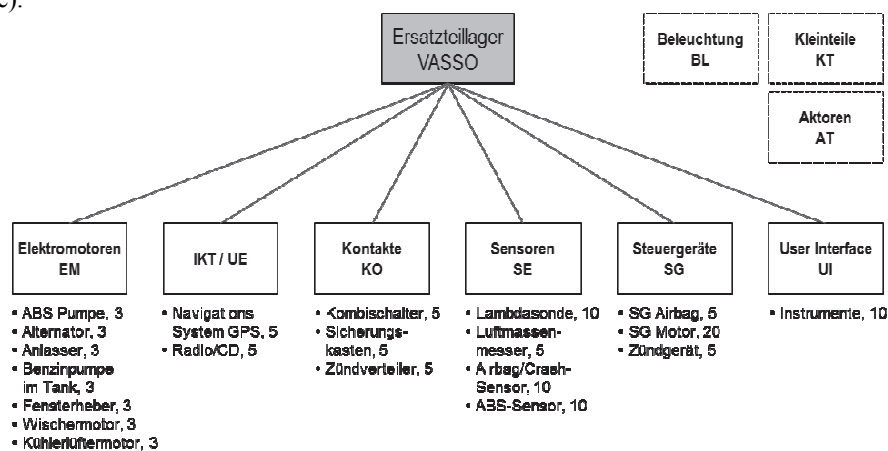 c).
Ersatzteillager
VASSO
Beleuchtung
BL
Kleinteile
KT
Aktoren
AT
Elektromotoren
EM
IKT / UE
Kontakte
KO
Sensoren
SE
Steuergeräte
SG
User Interface
UI
• ABS Pumpe, 3
• Alternator, 3
• Anlasser, 3
• Benzinpumpe
im Tank, 3
• Fensterheber, 3
• Wischermotor, 3
• Kühlerlüftermotor, 3
• Navigations
System GPS, 5
• Radio/CD, 5
• Kombischalter, 5
• Sicherungs-
kasten, 5
• Zündverteiler, 5
• Lambdasonde, 10
• Luftmassen-
messer, 5
• Airbag/Crash-
Sensor, 10
• ABS-Sensor, 10
• SG Airbag, 5
• SG Motor, 20
• Zündgerät, 5
• Instrumente, 10